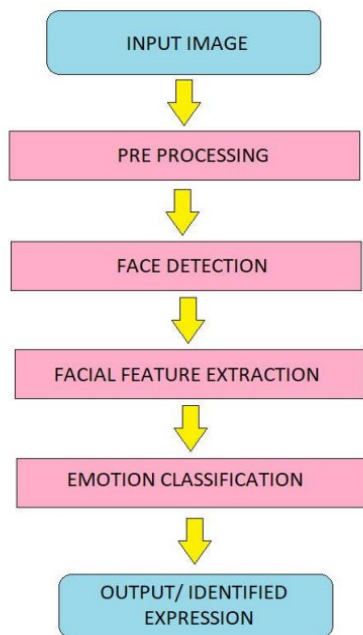 INPUT IMAGE
PRE PROCESSING
FACE DETECTION
FACIAL FEATURE EXTRACTION
EMOTION CLASSIFICATION
OUTPUT/ IDENTIFIED
EXPRESSION